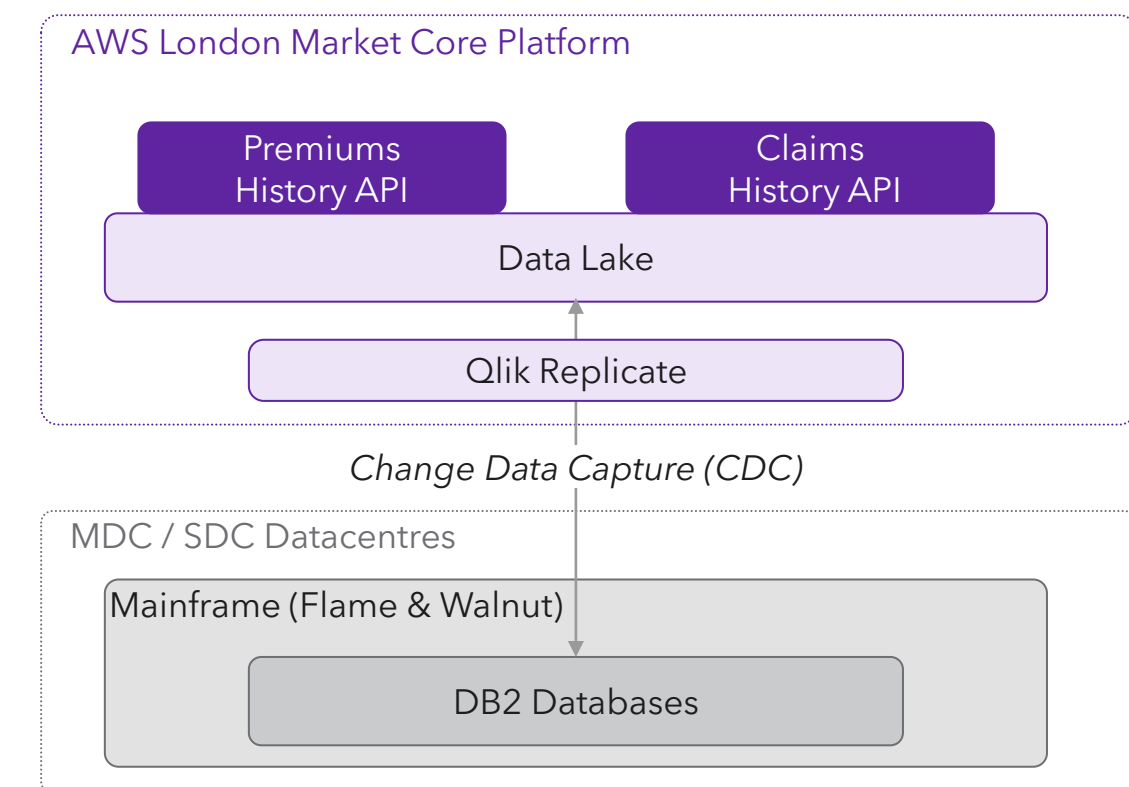 AWS London Market Core Platform
Premiums
History API
Claims
History API
Data Lake
Qlik Replicate
Change Data Capture (CDC)
MDC / SDC Datacentres
Mainframe (Flame & Walnut)
DB2 Databases